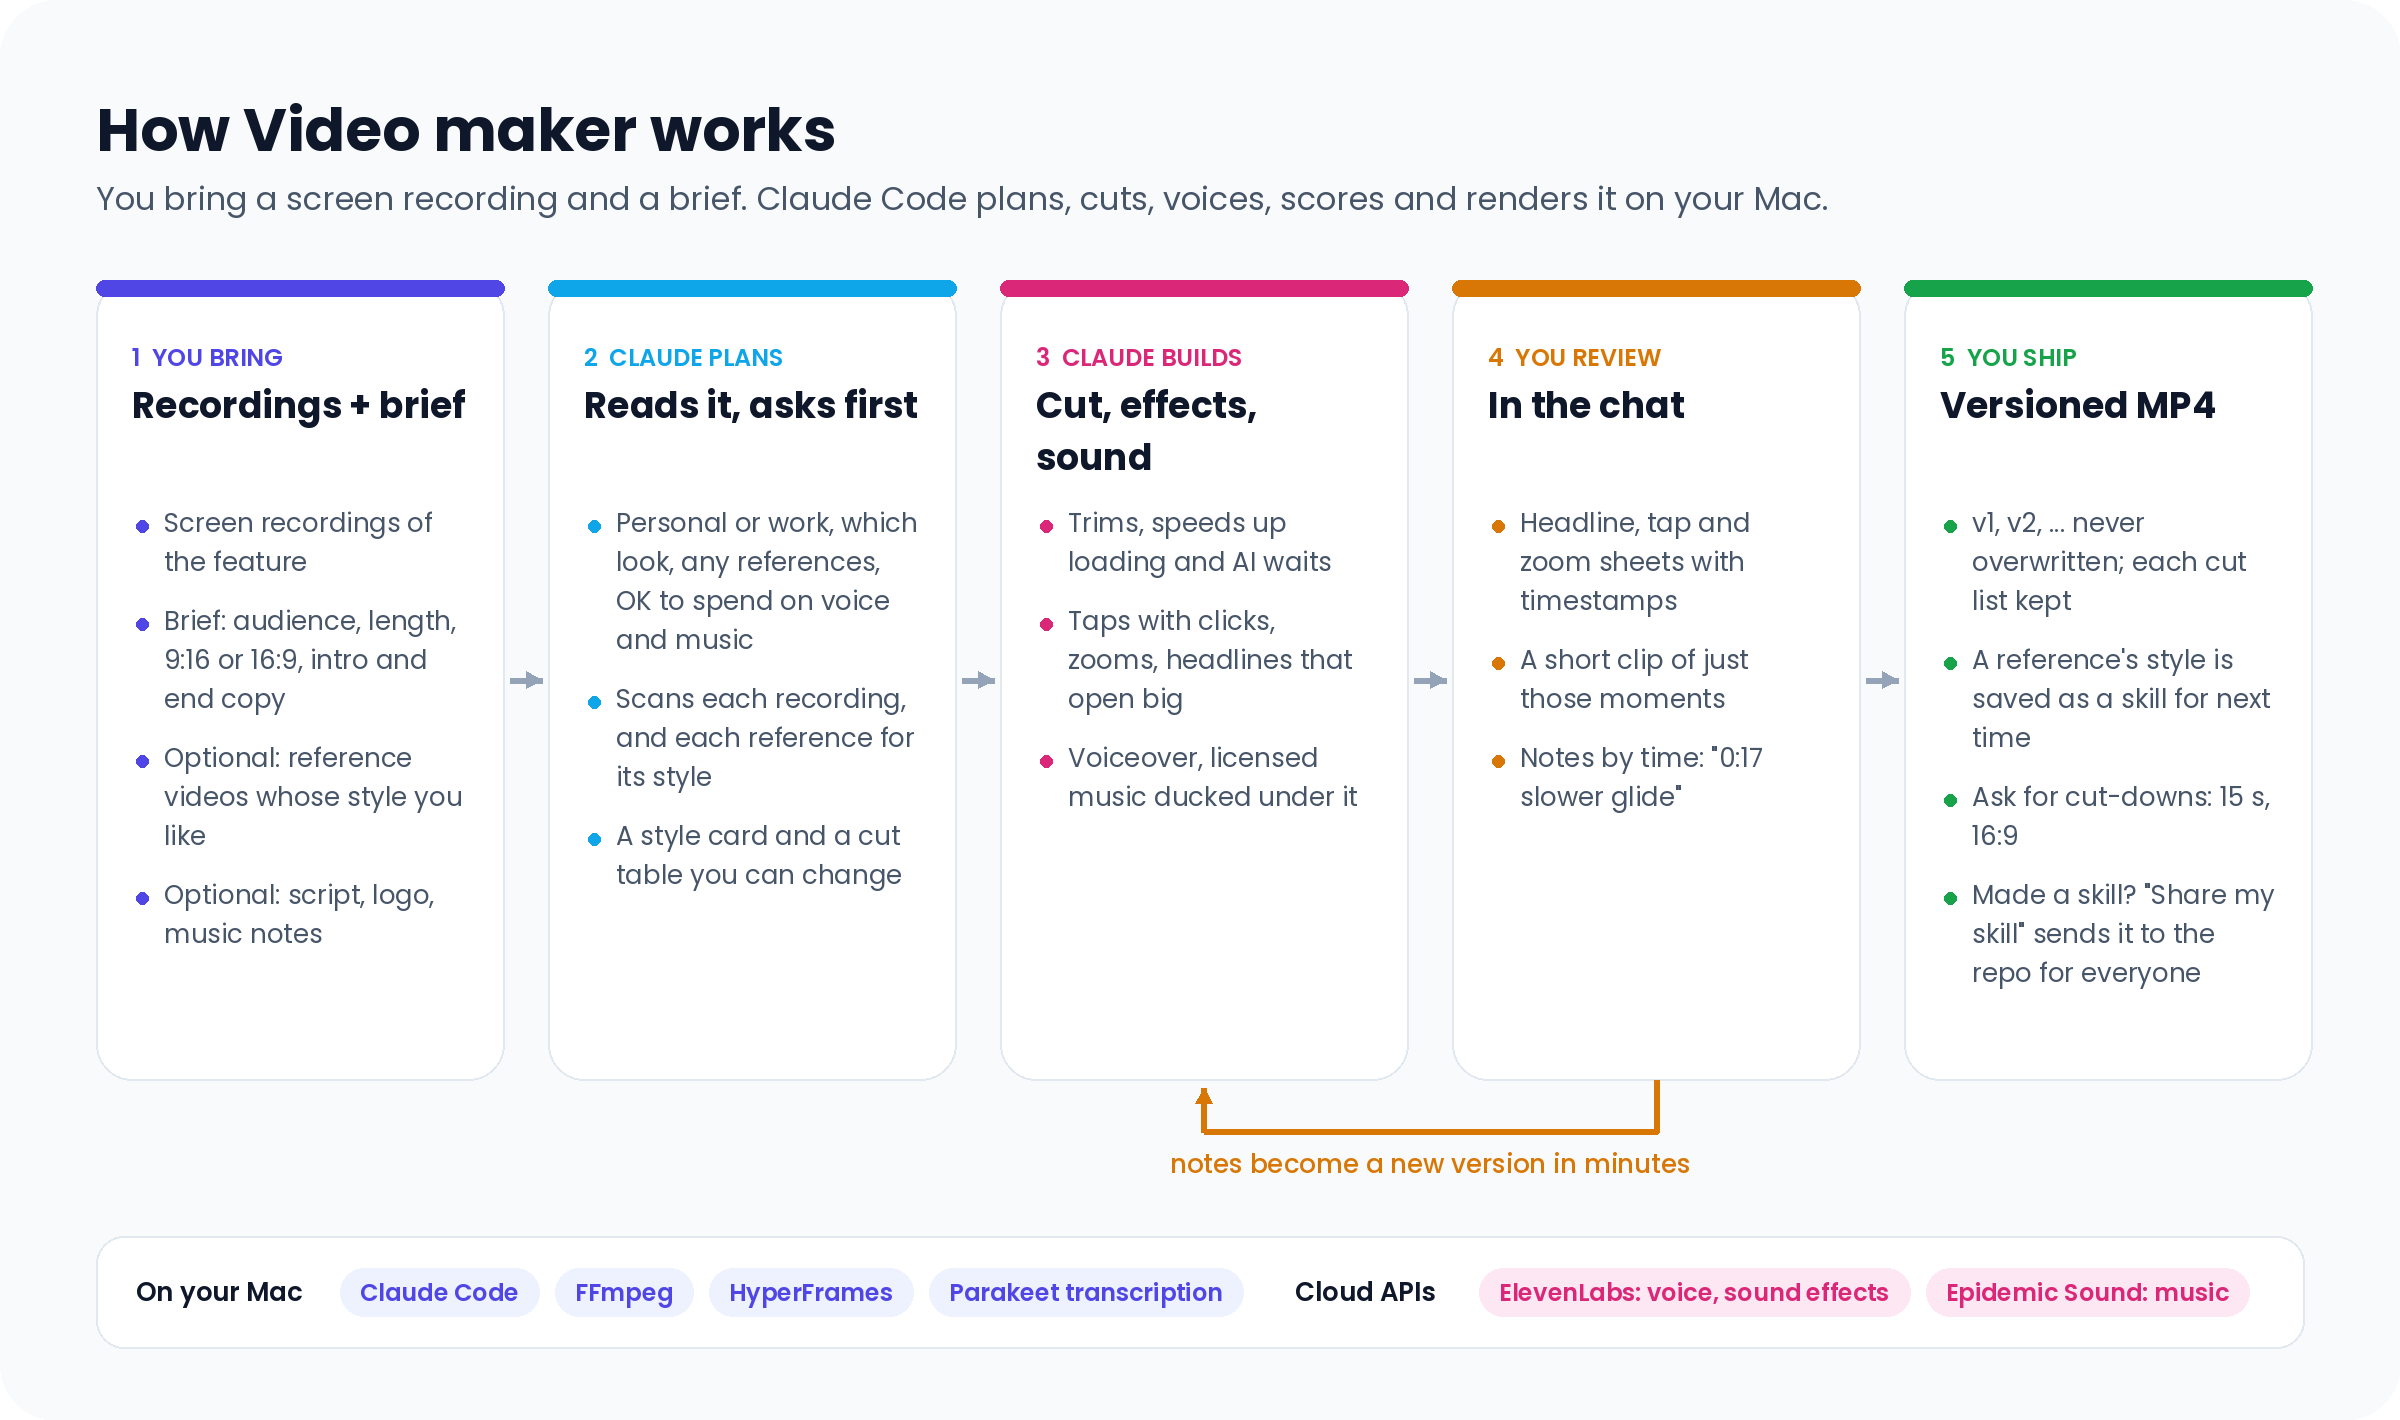 How Video maker works
You bring a screen recording and a brief. Claude Code plans, cuts, voices, scores and renders it on your Mac.
1 YOU BRING
Recordings + brief
Screen recordings of
the feature
Brief: audience, length,
9:16 or 16:9, intro and
end copy
Optional: reference
videos whose style you
like
Optional: script, logo,
music notes
2 CLAUDE PLANS
Reads it, asks first
Personal or work, which
look, any references,
OK to spend on voice
and music
Scans each recording,
and each reference for
its style
A style card and a cut
table you can change
3 CLAUDE BUILDS
Cut, effects,
sound
Trims, speeds up
loading and AI waits
Taps with clicks,
zooms, headlines that
open big
Voiceover, licensed
music ducked under it
4 YOU REVIEW
In the chat
Headline, tap and
zoom sheets with
timestamps
A short clip of just
those moments
Notes by time: "0:17
slower glide"
5 YOU SHIP
Versioned MP4
v1, v2, ... never
overwritten; each cut
list kept
A reference's style is
saved as a skill for next
time
Ask for cut-downs: 15 s,
16:9
Made a skill? "Share my
skill" sends it to the
repo for everyone
notes become a new version in minutes
On your Mac
Claude Code
FFmpeg
HyperFrames
Parakeet transcription
Cloud APIs
ElevenLabs: voice, sound effects
Epidemic Sound: music